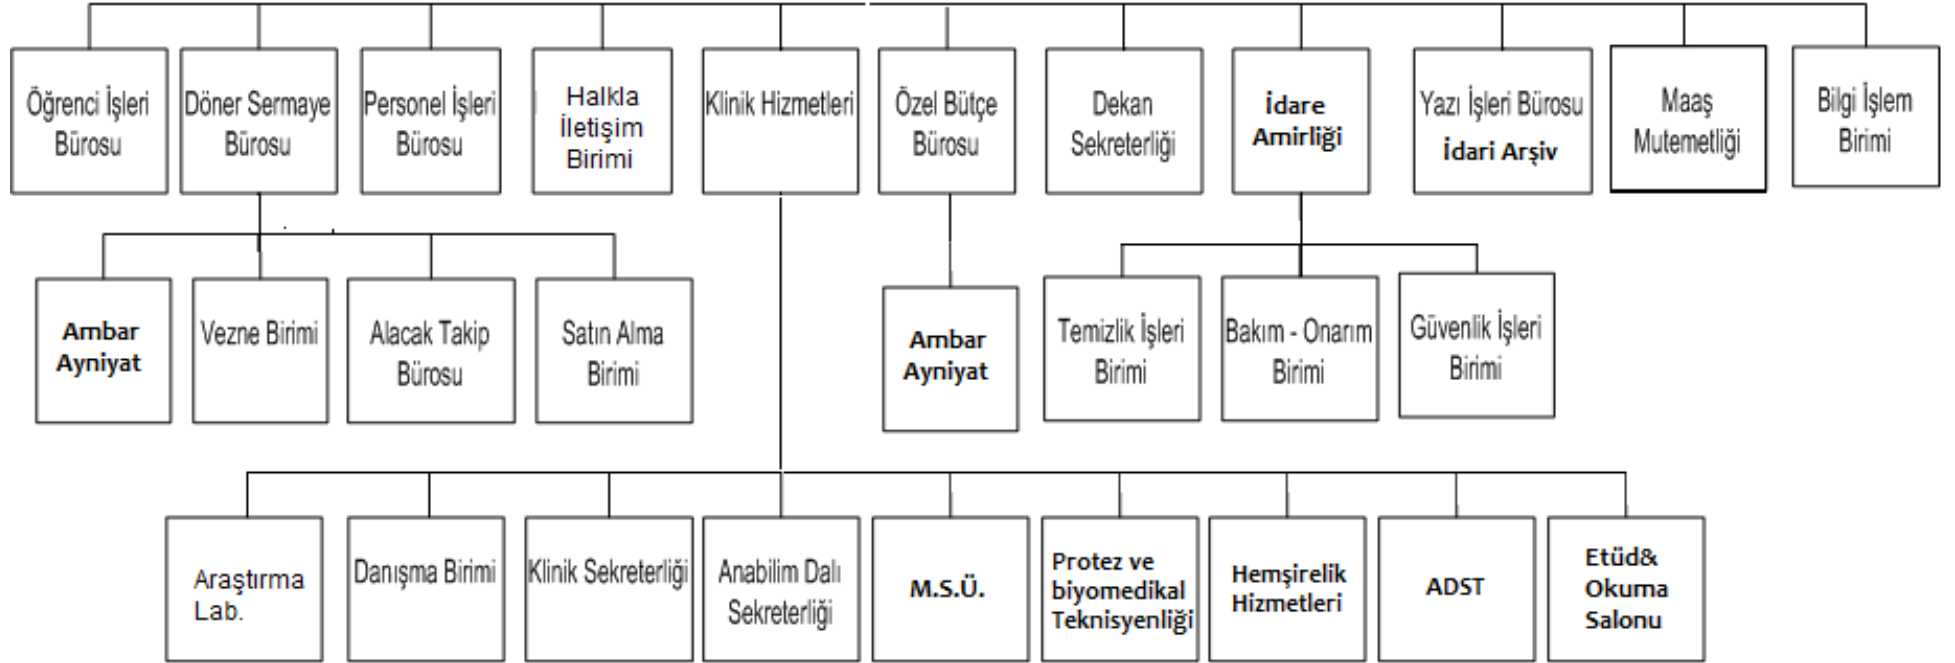 Öğrenci İşleri
Bürosu
Döner Sermaye
Bürosu
Personel İşleri
Bürosu
Halkla
İletişim
Birimi
Klinik Hizmetleri
Özel Bütçe
Bürosu
Dekan
Sekreterliği
İdare
Amirliği
Yazı İşleri Bürosu
İdari Arşiv
Maaş
Mutemetliği
Bilgi İşlem
Birimi
Ambar
Ayniyat
Vezne Birimi
Alacak Takip
Bürosu
Satın Alma
Birimi
Ambar
Ayniyat
Temizlik İşleri
Birimi
Bakım - Onarım
Birimi
Güvenlik İşleri
Birimi
Araştırma
Lab.
Danışma Birimi
Klinik Sekreterliği
Anabilim Dalı
Sekreterliği
M.S.Ü.
Protez ve
biyomedikal
Teknisyenliği
Hemşirelik
Hizmetleri
ADST
Etüd&
Okuma
Salonu